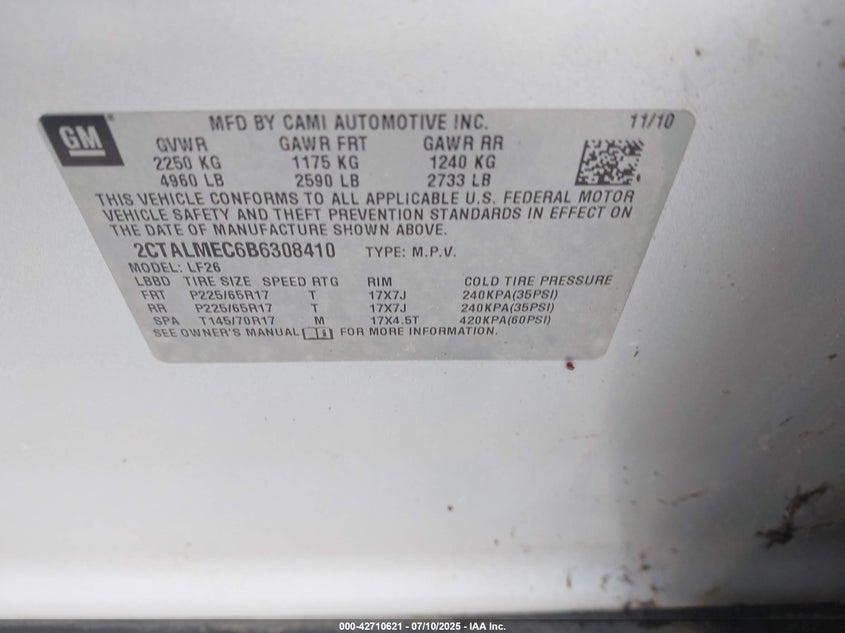 GM
MFD BY CAMI AUTOMOTIVE INC. 11/10
GVWR GAWR FRT GAWR RR
2250 KG 1175 KG 1240 KG
4960 LB 2590 LB 2733 LB
THIS VEHICLE CONFORMS TO ALL APPLICABLE U.S. FEDERAL MOTOR
VEHICLE SAFETY AND THEFT PREVENTION STANDARDS IN EFFECT ON
THE DATE OF MANUFACTURE SHOWN ABOVE.
2CTALMEC6B6308410 TYPE: M.P.V.
MODEL: LF26
LBBD TIRE SIZE SPEED RTG RIM COLD TIRE PRESSURE
FRT P225/65R17 T 17X7J 240KPA(35PSI)
RR P225/65R17 T 17X7J 240KPA(35PSI)
SPA T145/70R17 M 17X4.5T 420KPA(60PSI)
SEE OWNER'S MANUAL FOR MORE INFORMATION.
000-42710621 - 07/10/2025 - IAA Inc.